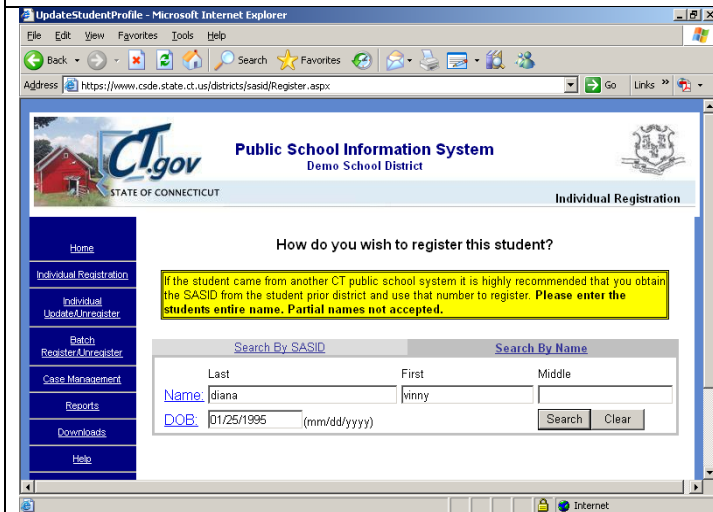 UpdateStudentProfile - Microsoft Internet Explorer
File Edit View Favorites Tools Help
Back Search Favorites
Address https://www.csde.state.ct.us/districts/sasid/Register.aspx Go Links »
CT.gov
STATE OF CONNECTICUT
Public School Information System
Demo School District
Individual Registration
Home
Individual Registration
Individual
Update/Unregister
Batch
Register/Unregister
Case Management
Reports
Downloads
Help
How do you wish to register this student?
If the student came from another CT public school system it is highly recommended that you obtain
the SASID from the student prior district and use that number to register. Please enter the
students entire name. Partial names not accepted.
Search By SASID Search By Name
Last First Middle
Name: diana vinny
DOB: 01/25/1995 (mm/dd/yyyy) Search Clear
Internet